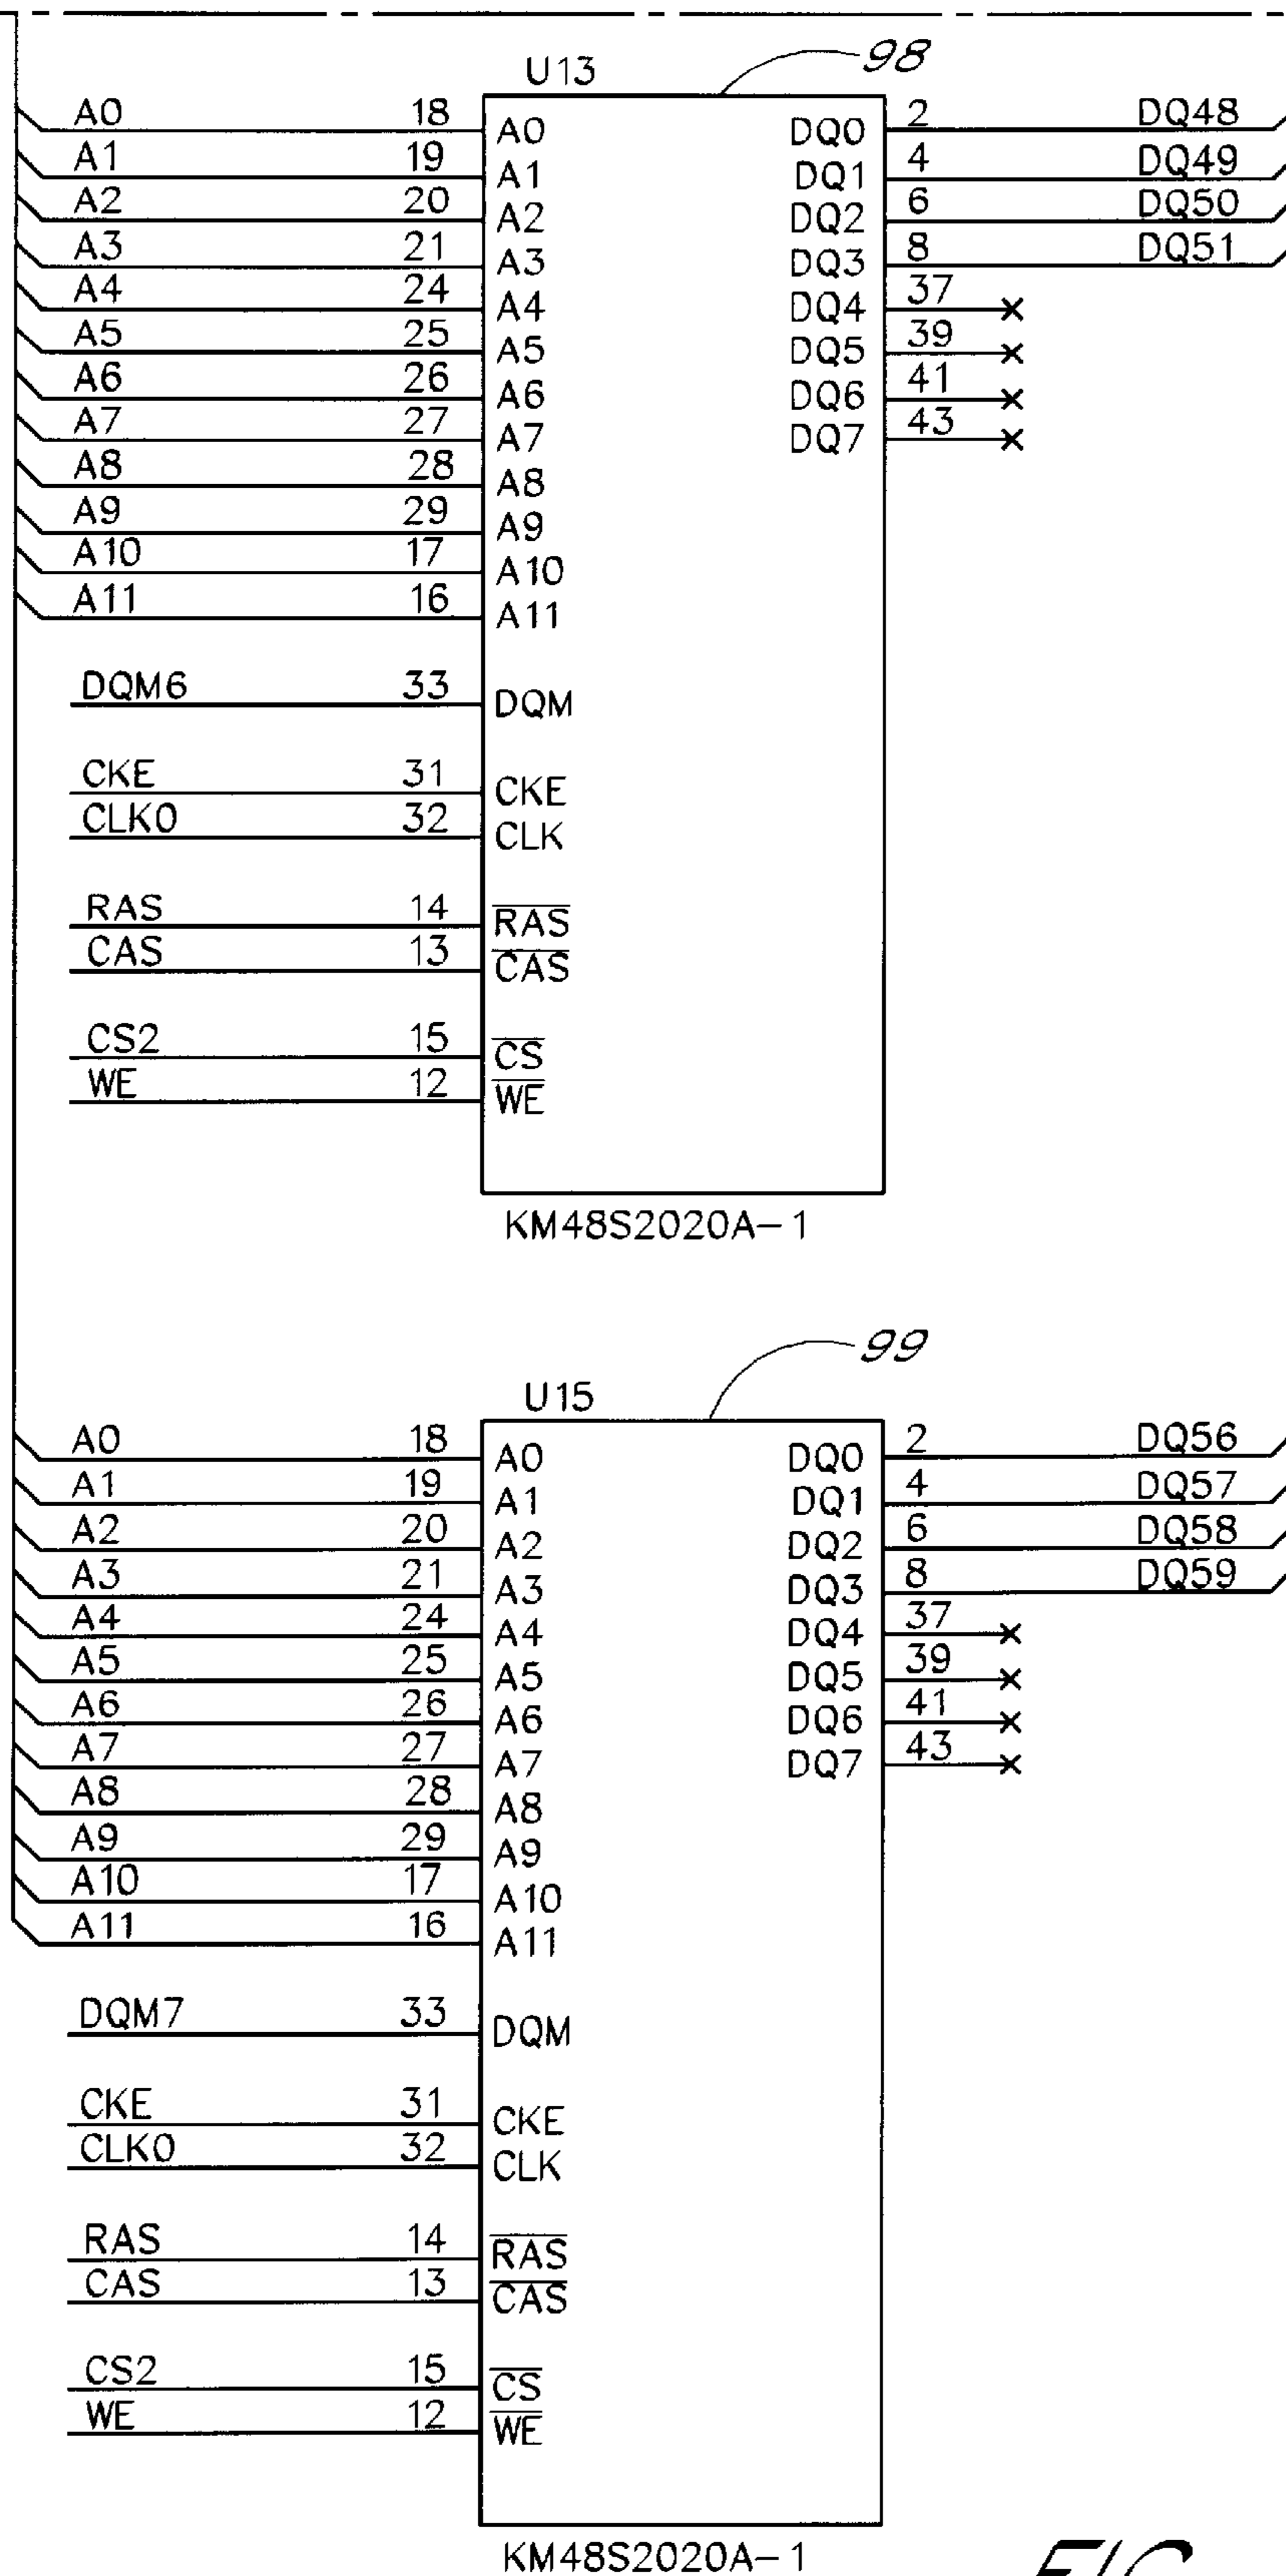 U13 98
A0 18 A0 DQ0 2 DQ48
A1 19 A1 DQ1 4 DQ49
A2 20 A2 DQ2 6 DQ50
A3 21 A3 DQ3 8 DQ51
A4 24 A4 DQ4 37
A5 25 A5 DQ5 39
A6 26 A6 DQ6 41
A7 27 A7 DQ7 43
A8 28 A8
A9 29 A9
A10 17 A10
A11 16 A11
DQM6 33 DQM
CKE 31 CKE
CLK0 32 CLK
RAS 14 RAS
CAS 13 CAS
CS2 15 CS
WE 12 WE
KM48S2020A-1
U15 99
A0 18 A0 DQ0 2 DQ56
A1 19 A1 DQ1 4 DQ57
A2 20 A2 DQ2 6 DQ58
A3 21 A3 DQ3 8 DQ59
A4 24 A4 DQ4 37
A5 25 A5 DQ5 39
A6 26 A6 DQ6 41
A7 27 A7 DQ7 43
A8 28 A8
A9 29 A9
A10 17 A10
A11 16 A11
DQM7 33 DQM
CKE 31 CKE
CLK0 32 CLK
RAS 14 RAS
CAS 13 CAS
CS2 15 CS
WE 12 WE
KM48S2020A-1